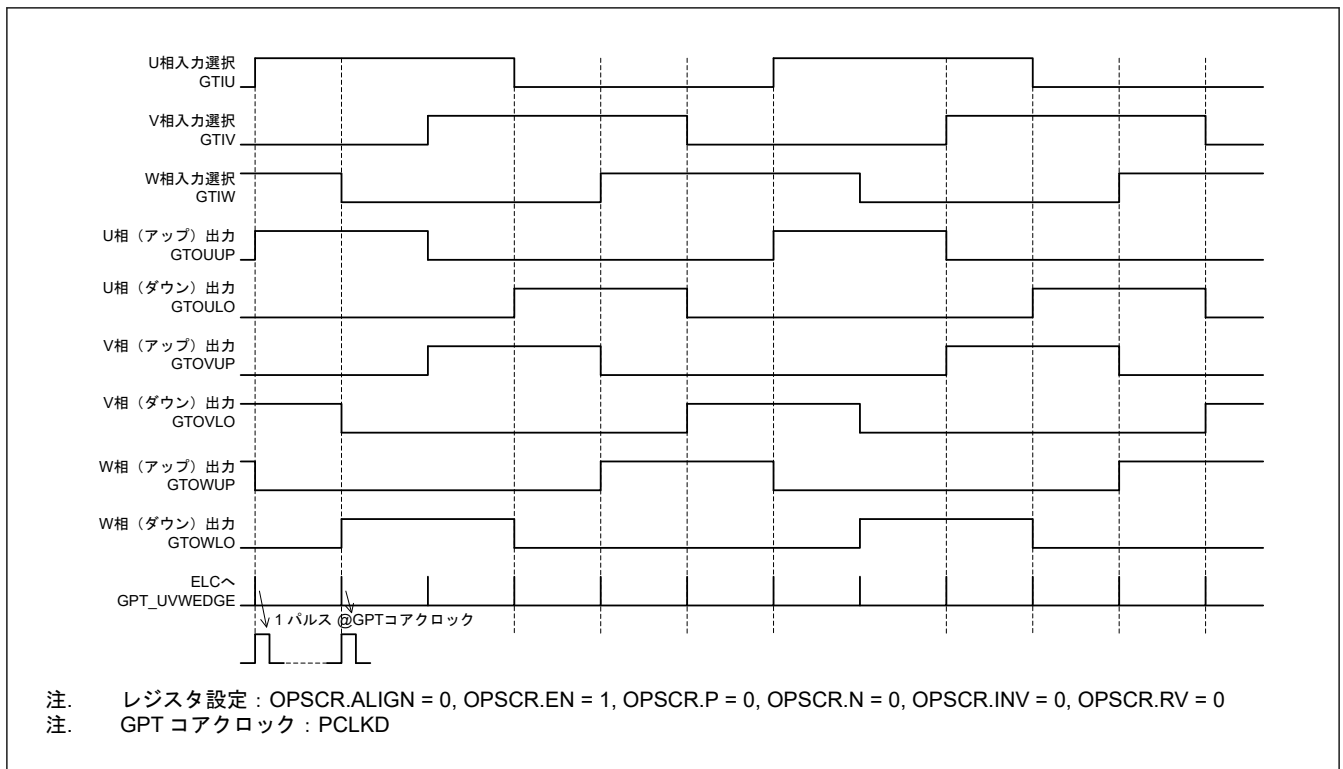 U相入力選択
GTIU
V相入力選択
GTIV
W相入力選択
GTIW
U相（アップ）出力
GTOUUP
U相（ダウン）出力
GTOULO
V相（アップ）出力
GTOVUP
V相（ダウン）出力
GTOVLO
W相（アップ）出力
GTOWUP
W相（ダウン）出力
GTOWLO
ELCへ
GPT_UVWEDGE
1 パルス @GPTコアクロック
注. レジスタ設定：OPSCR.ALIGN = 0, OPSCR.EN = 1, OPSCR.P = 0, OPSCR.N = 0, OPSCR.INV = 0, OPSCR.RV = 0
注. GPT コアクロック：PCLKD